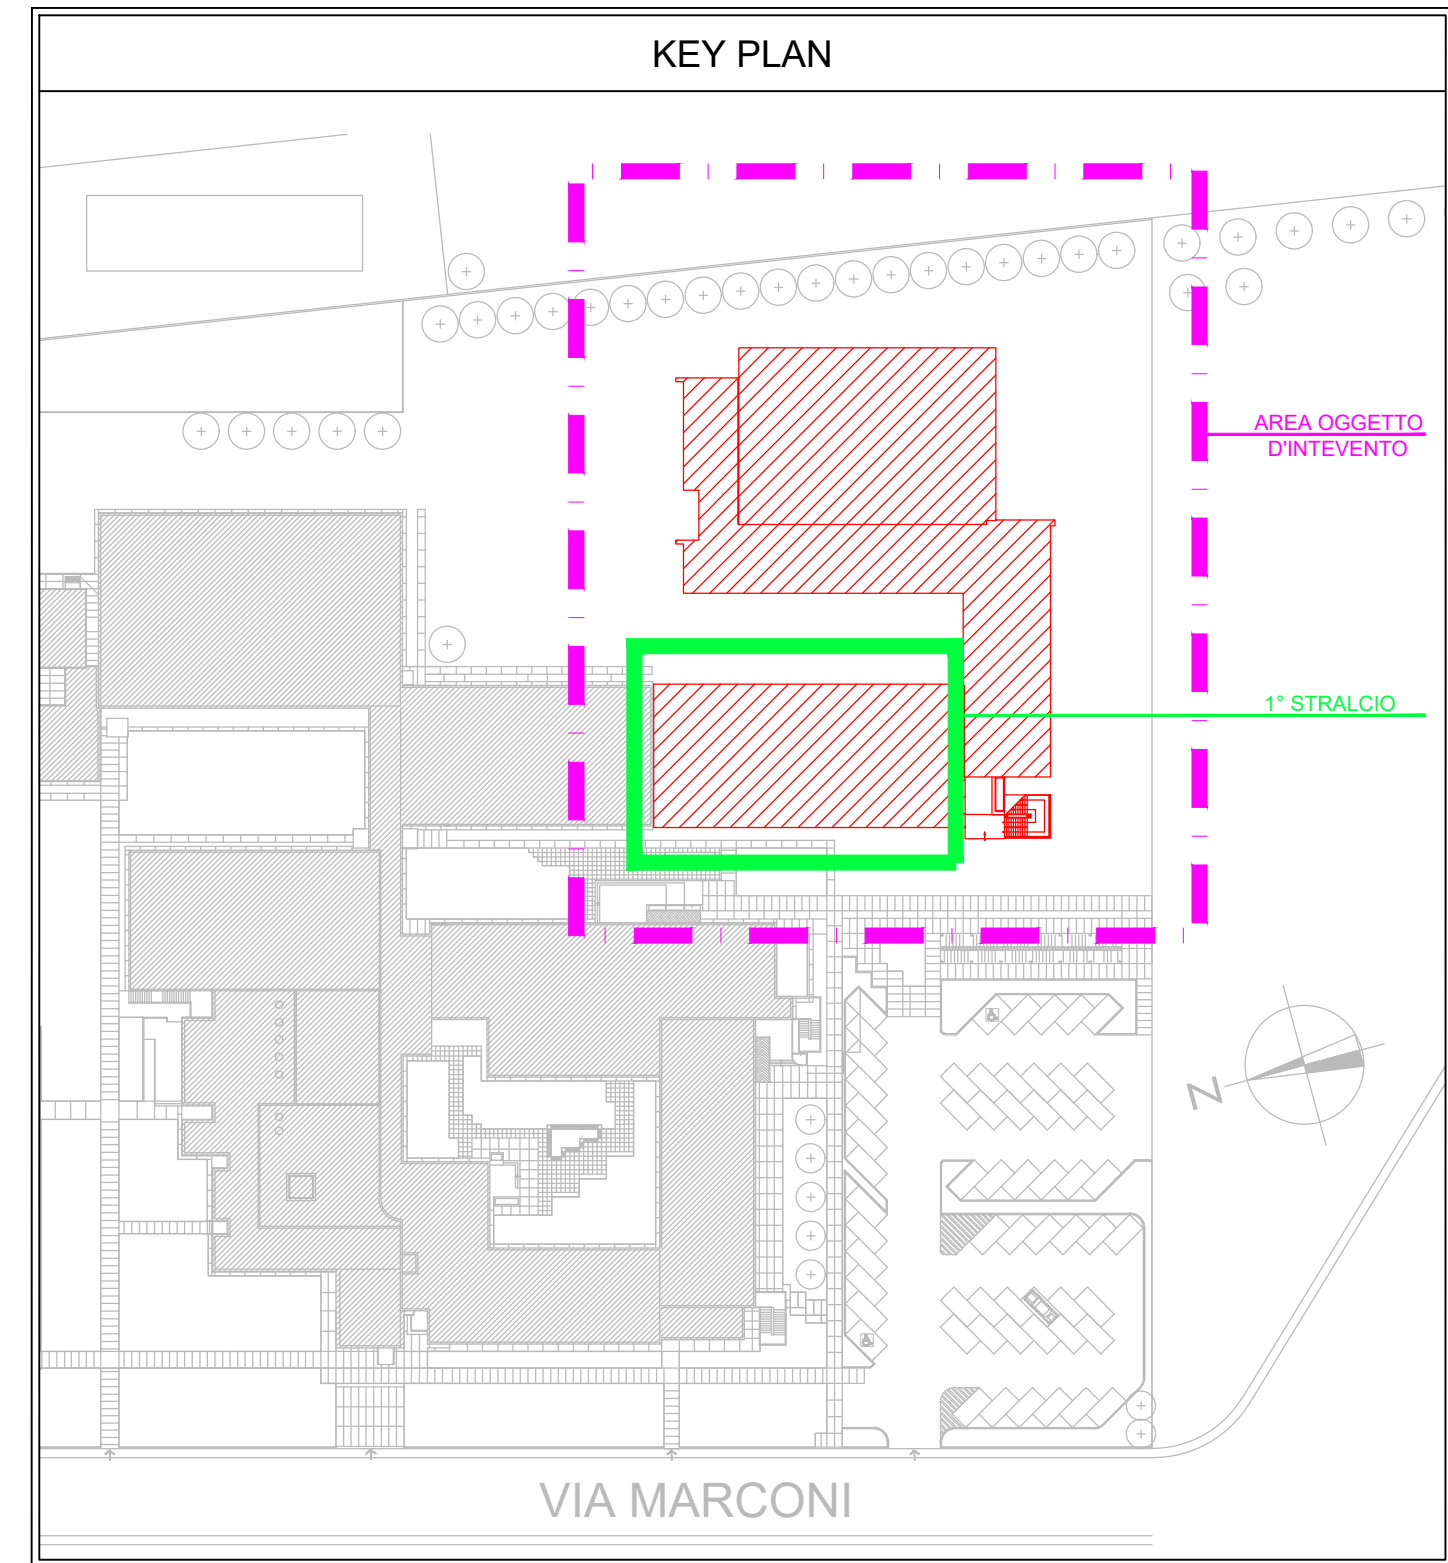 KEY PLAN
AREA OGGETTO
D'INTEVENTO
1° STRALCIO
N
VIA MARCONI